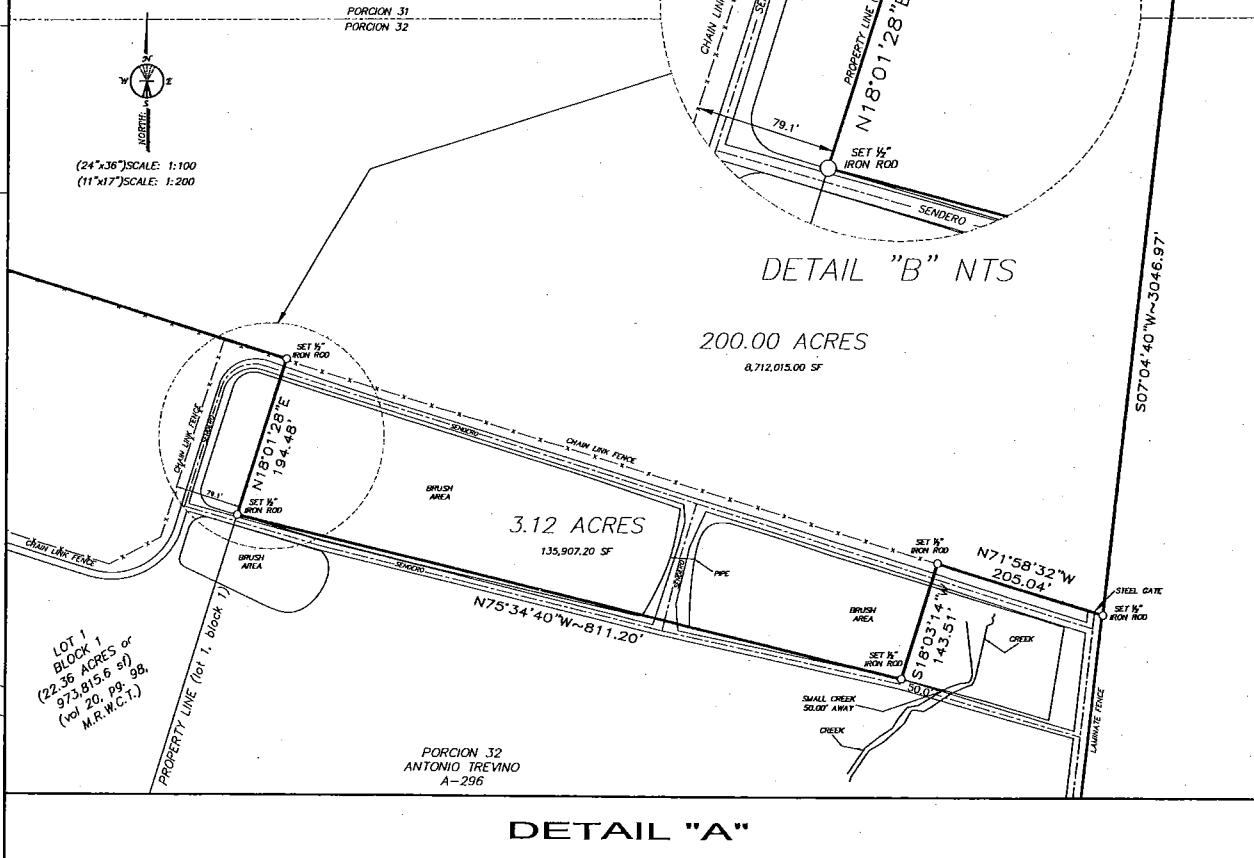 PORCION 31
PORCION 32
N
W
E
S
NORTH:
(24"x36")SCALE: 1:100
(11"x17")SCALE: 1:200
CHAIN LINK
PROPERTY LINE
N18°01'28"E
79.1'
SET ½"
IRON ROD
SENDERO
DETAIL "B" NTS
S07°04'40"W~3046.97'
200.00 ACRES
8,712,015.00 SF
SET ½"
IRON ROD
CHAIN LINK FENCE
SENDERO
N18°01'28"E
194.48'
79.1'
SET ½"
IRON ROD
SENDERO
CHAIN LINK FENCE
BRUSH
AREA
3.12 ACRES
135,907.20 SF
CHAIN LINK FENCE
BRUSH
AREA
SENDERO
SENDERO
PIPE
N75°34'40"W~811.20'
SET ½"
IRON ROD
N71°58'32"W
205.04'
STEEL GATE
SET ½"
IRON ROD
BRUSH
AREA
S18°03'14"W
143.51'
CREEK
SET ½"
IRON ROD
50.0'
SMALL CREEK
50.00' AWAY
CREEK
LAMINATE FENCE
LOT 1
BLOCK 1
(22.36 ACRES or
973,815.6 sf)
(vol 20, pg. 98,
M.R.W.C.T.)
PROPERTY LINE (lot 1, block 1)
PORCION 32
ANTONIO TREVINO
A-296
DETAIL "A"